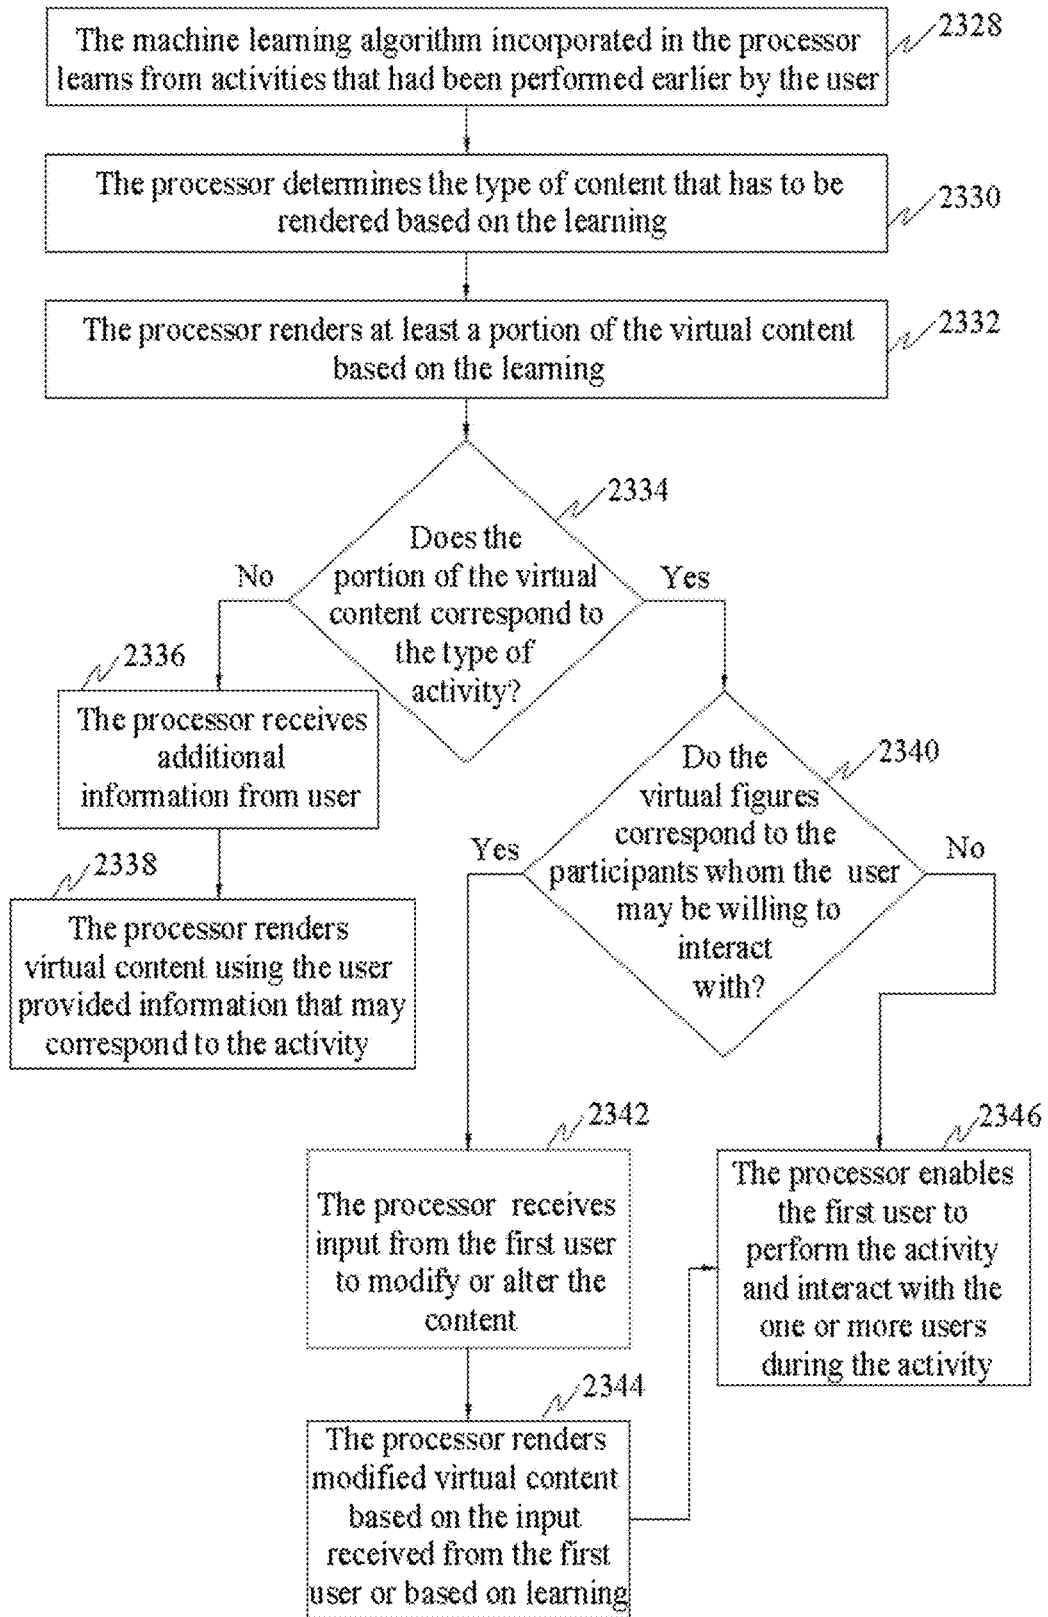 The machine learning algorithm incorporated in the processor
learns from activities that had been performed earlier by the user
2328
The processor determines the type of content that has to be
rendered based on the learning
2330
The processor renders at least a portion of the virtual content
based on the learning
2332
2334
Does the
portion of the virtual
content correspond to
the type of
activity?
No
Yes
2336
The processor receives
additional
information from user
2338
The processor renders
virtual content using the user
provided information that may
correspond to the activity
2340
Do the
virtual figures
correspond to the
participants whom the user
may be willing to
interact
with?
Yes
No
2342
The processor receives
input from the first user
to modify or alter the
content
2344
The processor renders
modified virtual content
based on the input
received from the first
user or based on learning
2346
The processor enables
the first user to
perform the activity
and interact with the
one or more users
during the activity